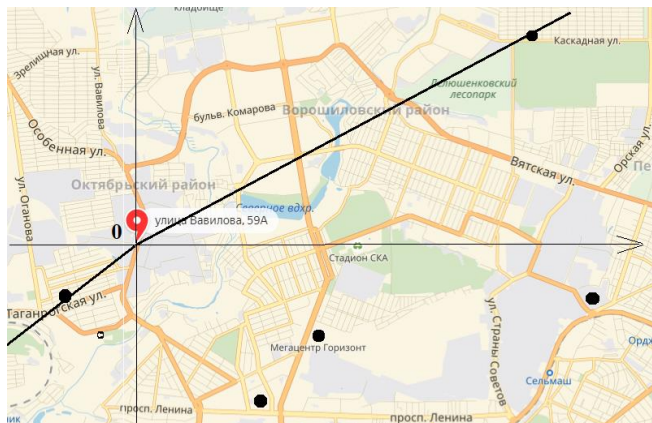 кладбище
Зрелищная ул.
ул. Вавилова
бульв. Комарова
Ворошиловский район
Каскадная ул.
лесопарк
Особенная ул.
Вятская ул.
Орская ул.
Пе
ул. Оганова
Октябрьский район
Северное вдхр.
0
улица Вавилова, 59А
Стадион СКА
Таганрогская ул.
ул. Страны Советов
Мегацентр Горизонт
Ордж
Сельмаш
просп. Ленина
просп. Ленина
ник